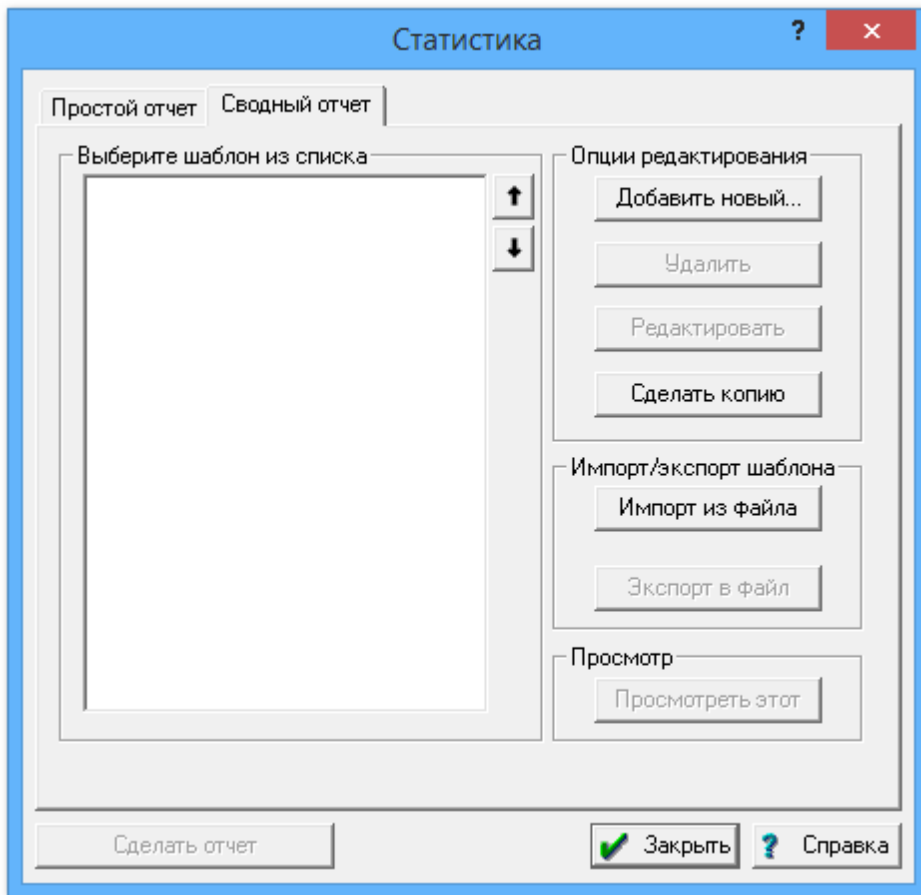 Статистика
?
Простой отчет
Сводный отчет
Выберите шаблон из списка
Опции редактирования
Добавить новый...
Удалить
Редактировать
Сделать копию
Импорт/экспорт шаблона
Импорт из файла
Экспорт в файл
Просмотр
Просмотреть этот
Сделать отчет
Закрыть
? Справка